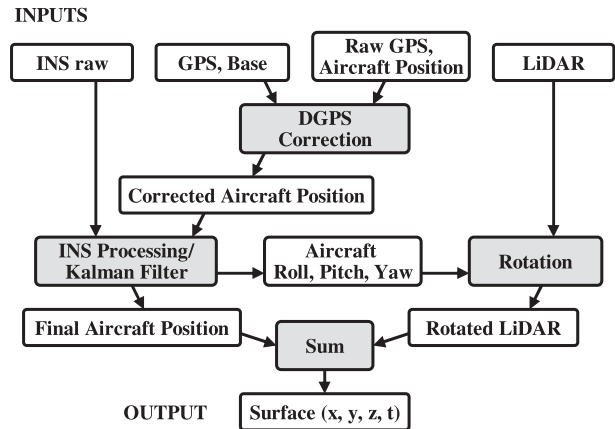 INPUTS
INS raw
GPS, Base
Raw GPS,
Aircraft Position
LiDAR
DGPS
Correction
Corrected Aircraft Position
INS Processing/
Kalman Filter
Aircraft
Roll, Pitch, Yaw
Rotation
Final Aircraft Position
Sum
Rotated LiDAR
OUTPUT
Surface (x, y, z, t)